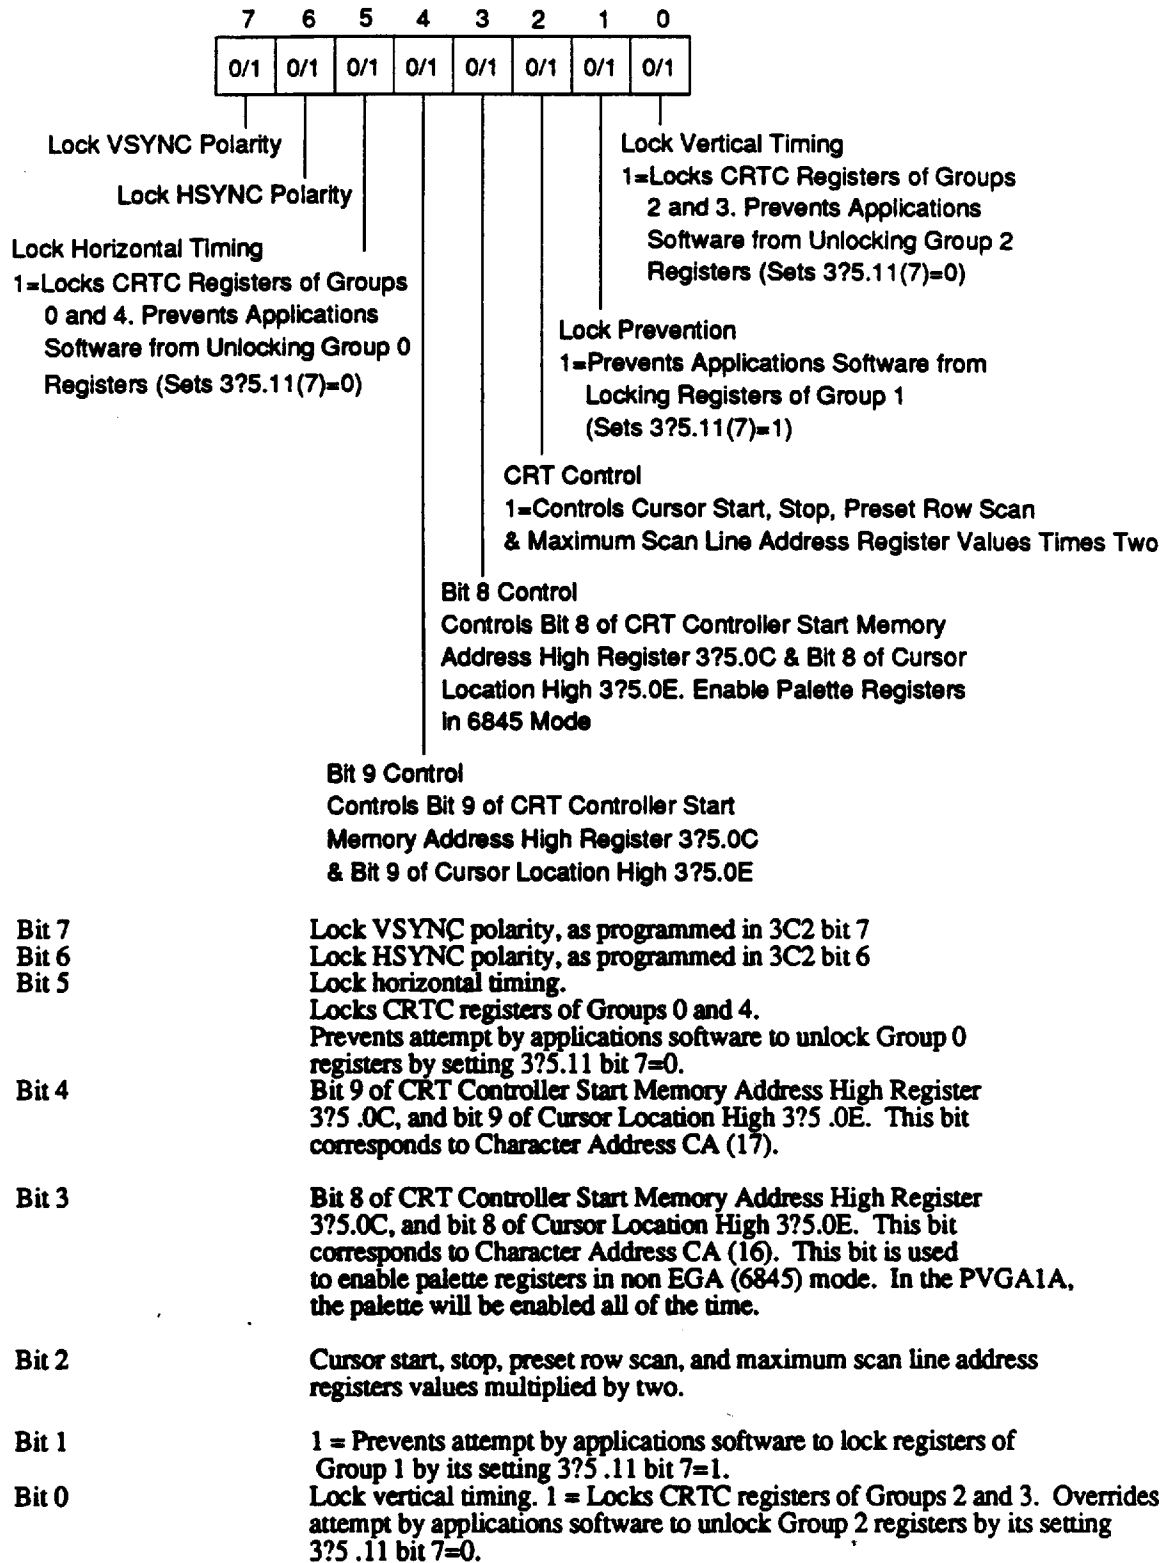 7 6 5 4 3 2 1 0
0/1 0/1 0/1 0/1 0/1 0/1 0/1 0/1
Lock VSYNC Polarity
Lock HSYNC Polarity
Lock Horizontal Timing
1=Locks CRTC Registers of Groups
0 and 4. Prevents Applications
Software from Unlocking Group 0
Registers (Sets 3?5.11(7)=0)
Lock Vertical Timing
1=Locks CRTC Registers of Groups
2 and 3. Prevents Applications
Software from Unlocking Group 2
Registers (Sets 3?5.11(7)=0)
Lock Prevention
1=Prevents Applications Software from
Locking Registers of Group 1
(Sets 3?5.11(7)=1)
CRT Control
1=Controls Cursor Start, Stop, Preset Row Scan
& Maximum Scan Line Address Register Values Times Two
Bit 8 Control
Controls Bit 8 of CRT Controller Start Memory
Address High Register 3?5.0C & Bit 8 of Cursor
Location High 3?5.0E. Enable Palette Registers
in 6845 Mode
Bit 9 Control
Controls Bit 9 of CRT Controller Start
Memory Address High Register 3?5.0C
& Bit 9 of Cursor Location High 3?5.0E
Bit 7 Lock VSYNC polarity, as programmed in 3C2 bit 7
Bit 6 Lock HSYNC polarity, as programmed in 3C2 bit 6
Bit 5 Lock horizontal timing.
Locks CRTC registers of Groups 0 and 4.
Prevents attempt by applications software to unlock Group 0
registers by setting 3?5.11 bit 7=0.
Bit 4 Bit 9 of CRT Controller Start Memory Address High Register
3?5 .0C, and bit 9 of Cursor Location High 3?5 .0E. This bit
corresponds to Character Address CA (17).
Bit 3 Bit 8 of CRT Controller Start Memory Address High Register
3?5.0C, and bit 8 of Cursor Location High 3?5.0E. This bit
corresponds to Character Address CA (16). This bit is used
to enable palette registers in non EGA (6845) mode. In the PVGA1A,
the palette will be enabled all of the time.
Bit 2 Cursor start, stop, preset row scan, and maximum scan line address
registers values multiplied by two.
Bit 1 1 = Prevents attempt by applications software to lock registers of
Group 1 by its setting 3?5 .11 bit 7=1.
Bit 0 Lock vertical timing. 1 = Locks CRTC registers of Groups 2 and 3. Overrides
attempt by applications software to unlock Group 2 registers by its setting
3?5 .11 bit 7=0.